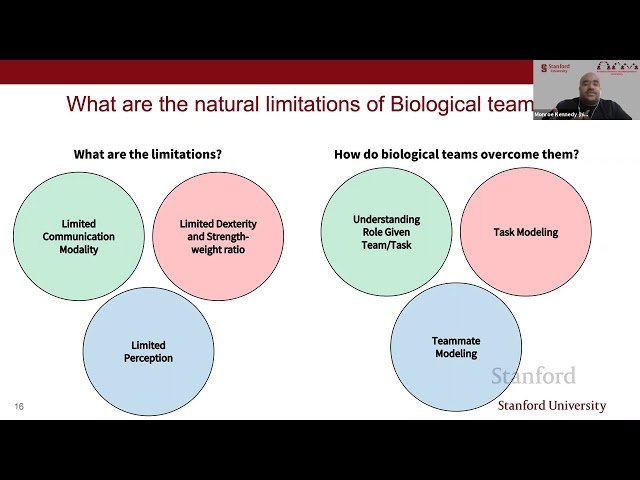 Stanford
University
Monroe Kennedy
What are the natural limitations of Biological team
What are the limitations?
How do biological teams overcome them?
Limited
Communication
Modality
Limited Dexterity
and Strength-
weight ratio
Limited
Perception
Understanding
Role Given
Team/Task
Task Modeling
Teammate
Modeling
Stanford
Stanford University
16